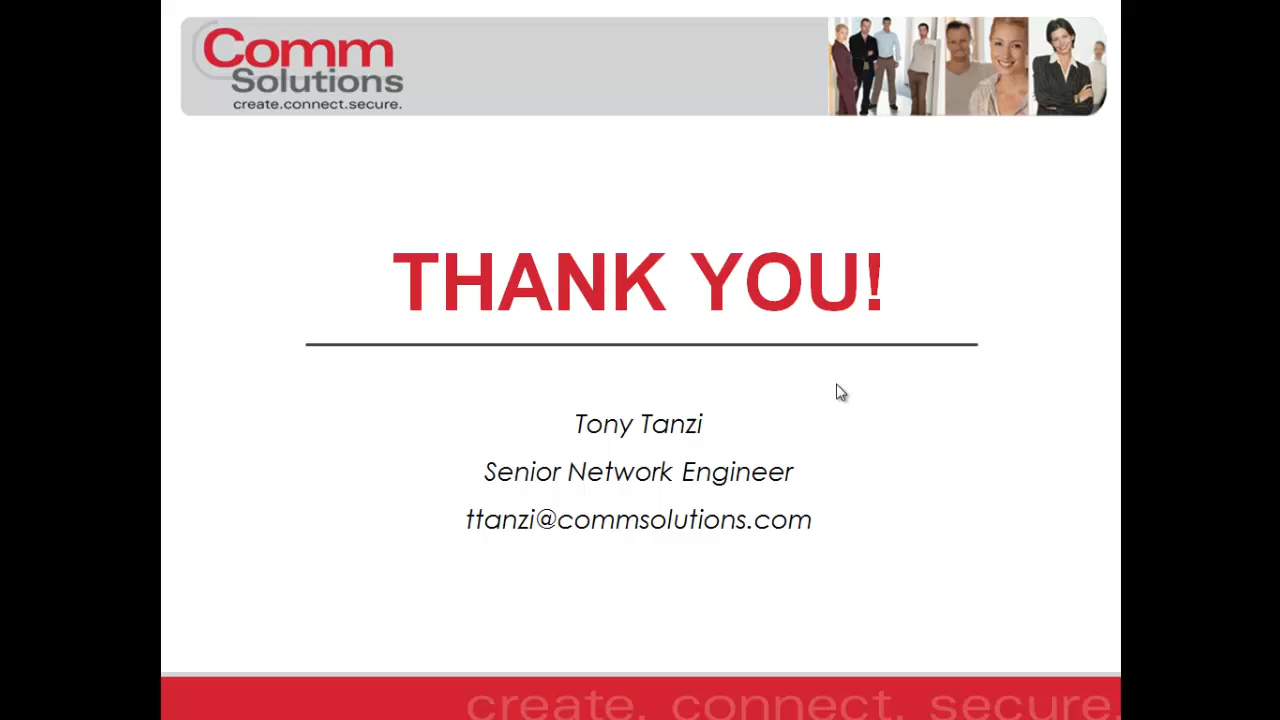 Comm
Solutions
create.connect.secure.
THANK YOU!
Tony Tanzi
Senior Network Engineer
ttanzi@commsolutions.com
create. connect. secure.